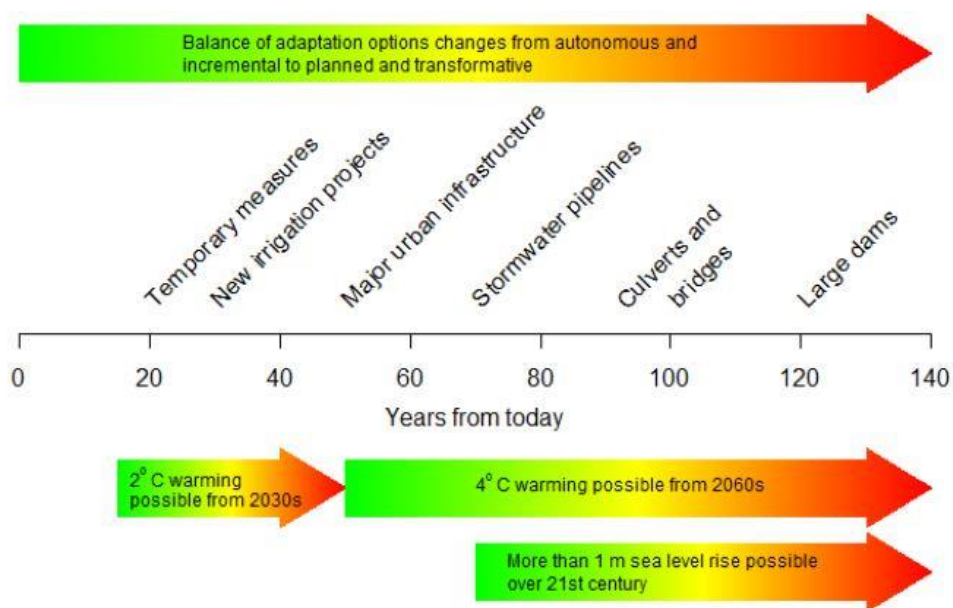 Balance of adaptation options changes from autonomous and
incremental to planned and transformative
Temporary measures
New irrigation projects
Major urban infrastructure
Stormwater pipelines
Culverts and
bridges
Large dams
0 20 40 60 80 100 120 140
Years from today
2° C warming
possible from 2030s
4° C warming possible from 2060s
More than 1 m sea level rise possible
over 21st century